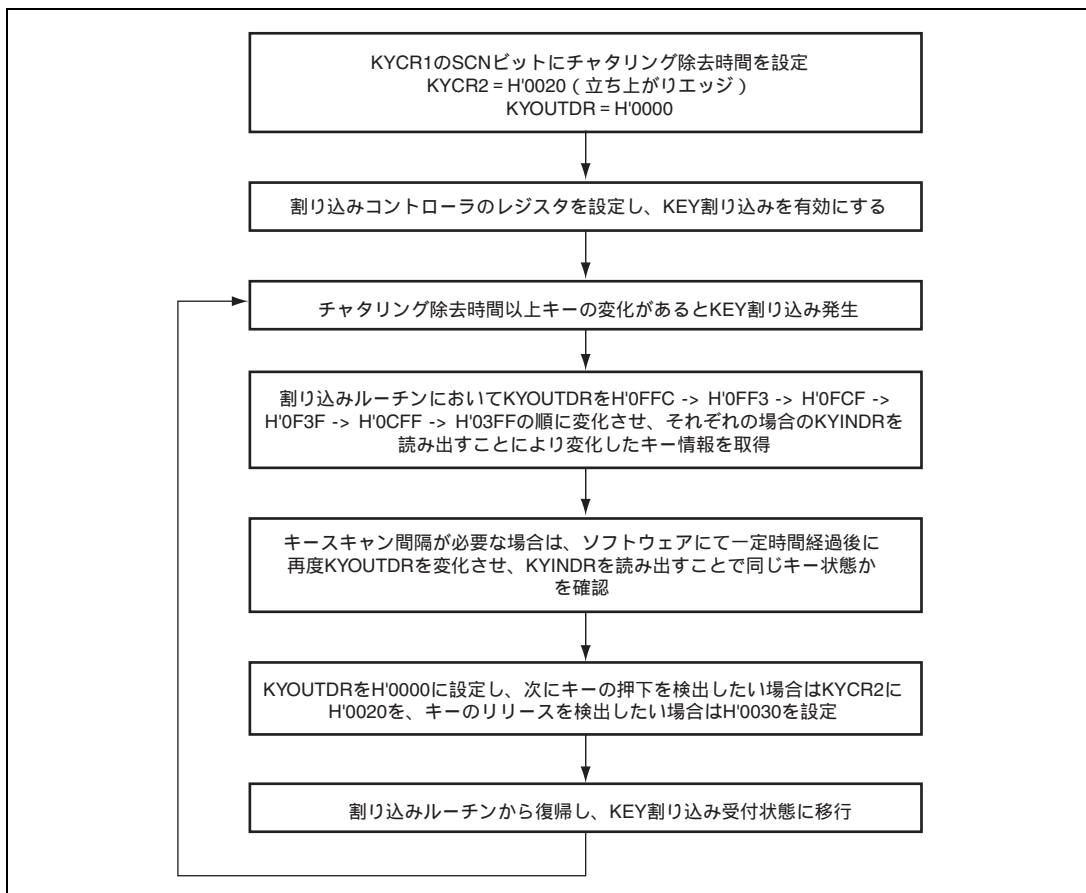 KYCR1のSCNビットにチャタリング除去時間を設定
KYCR2 = H'0020 ( 立ち上がりエッジ )
KYOUTDR = H'0000
割り込みコントローラのレジスタを設定し、KEY割り込みを有効にする
チャタリング除去時間以上キーの変化があるとKEY割り込み発生
割り込みルーチンにおいてKYOUTDRをH'0FFC -> H'0FF3 -> H'0FCF ->
H'0F3F -> H'0CFF -> H'03FFの順に変化させ、それぞれの場合のKYINDRを
読み出すことにより変化したキー情報を取得
キースキャン間隔が必要な場合は、ソフトウェアにて一定時間経過後に
再度KYOUTDRを変化させ、KYINDRを読み出すことで同じキー状態か
を確認
KYOUTDRをH'0000に設定し、次にキーの押下を検出したい場合はKYCR2に
H'0020を、キーのリリースを検出したい場合はH'0030を設定
割り込みルーチンから復帰し、KEY割り込み受付状態に移行